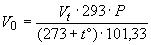 V₀ = (Vₜ · 293 · P) / ((273 + t°) · 101,33)